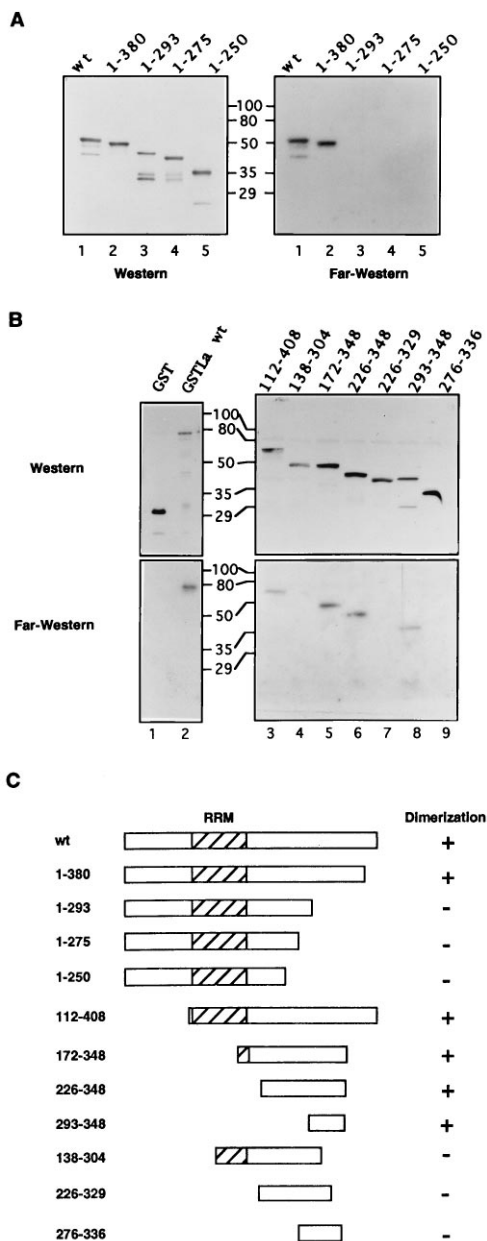 A
wt 1-380 1-293 1-275 1-250 wt 1-380 1-293 1-275 1-250
100
80
50
35
29
1 2 3 4 5 1 2 3 4 5
Western Far-Western
B
GST GSTLa wt 112-408 138-304 172-348 226-348 226-329 293-348 276-336
Western
100
80
50
35
29
Far-Western
100
80
50
35
29
1 2 3 4 5 6 7 8 9
C
RRM Dimerization
wt +
1-380 +
1-293 -
1-275 -
1-250 -
112-408 +
172-348 +
226-348 +
293-348 +
138-304 -
226-329 -
276-336 -